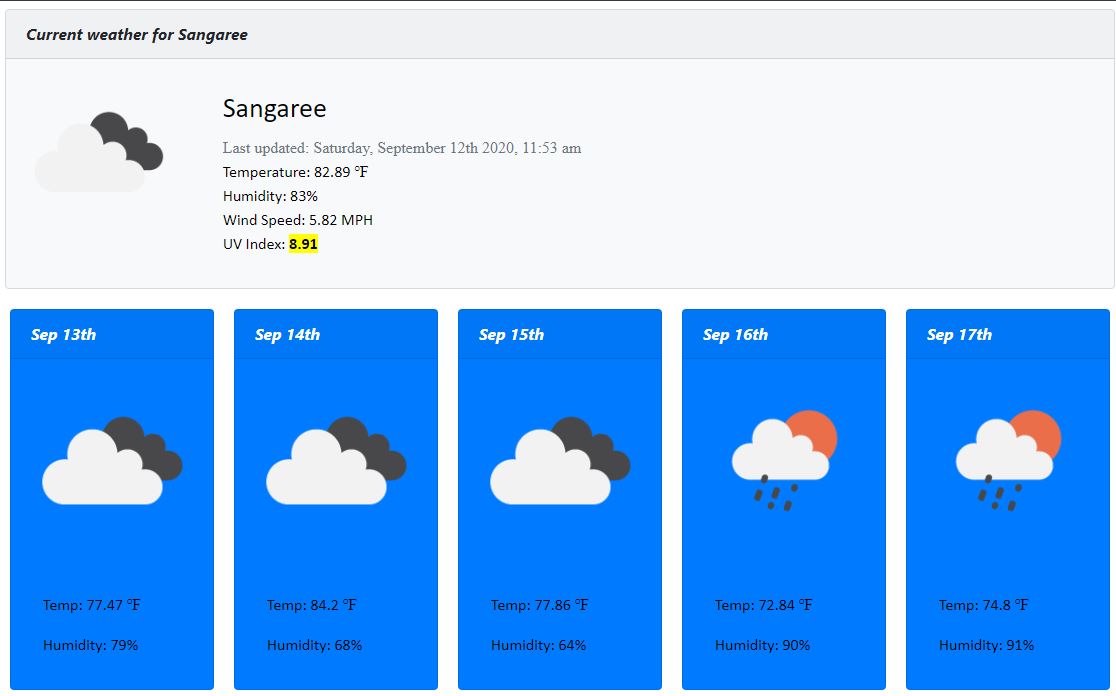 Current weather for Sangaree
Sangaree
Last updated: Saturday, September 12th 2020, 11:53 am
Temperature: 82.89 °F
Humidity: 83%
Wind Speed: 5.82 MPH
UV Index: 8.91
Sep 13th
Temp: 77.47 °F
Humidity: 79%
Sep 14th
Temp: 84.2 °F
Humidity: 68%
Sep 15th
Temp: 77.86 °F
Humidity: 64%
Sep 16th
Temp: 72.84 °F
Humidity: 90%
Sep 17th
Temp: 74.8 °F
Humidity: 91%